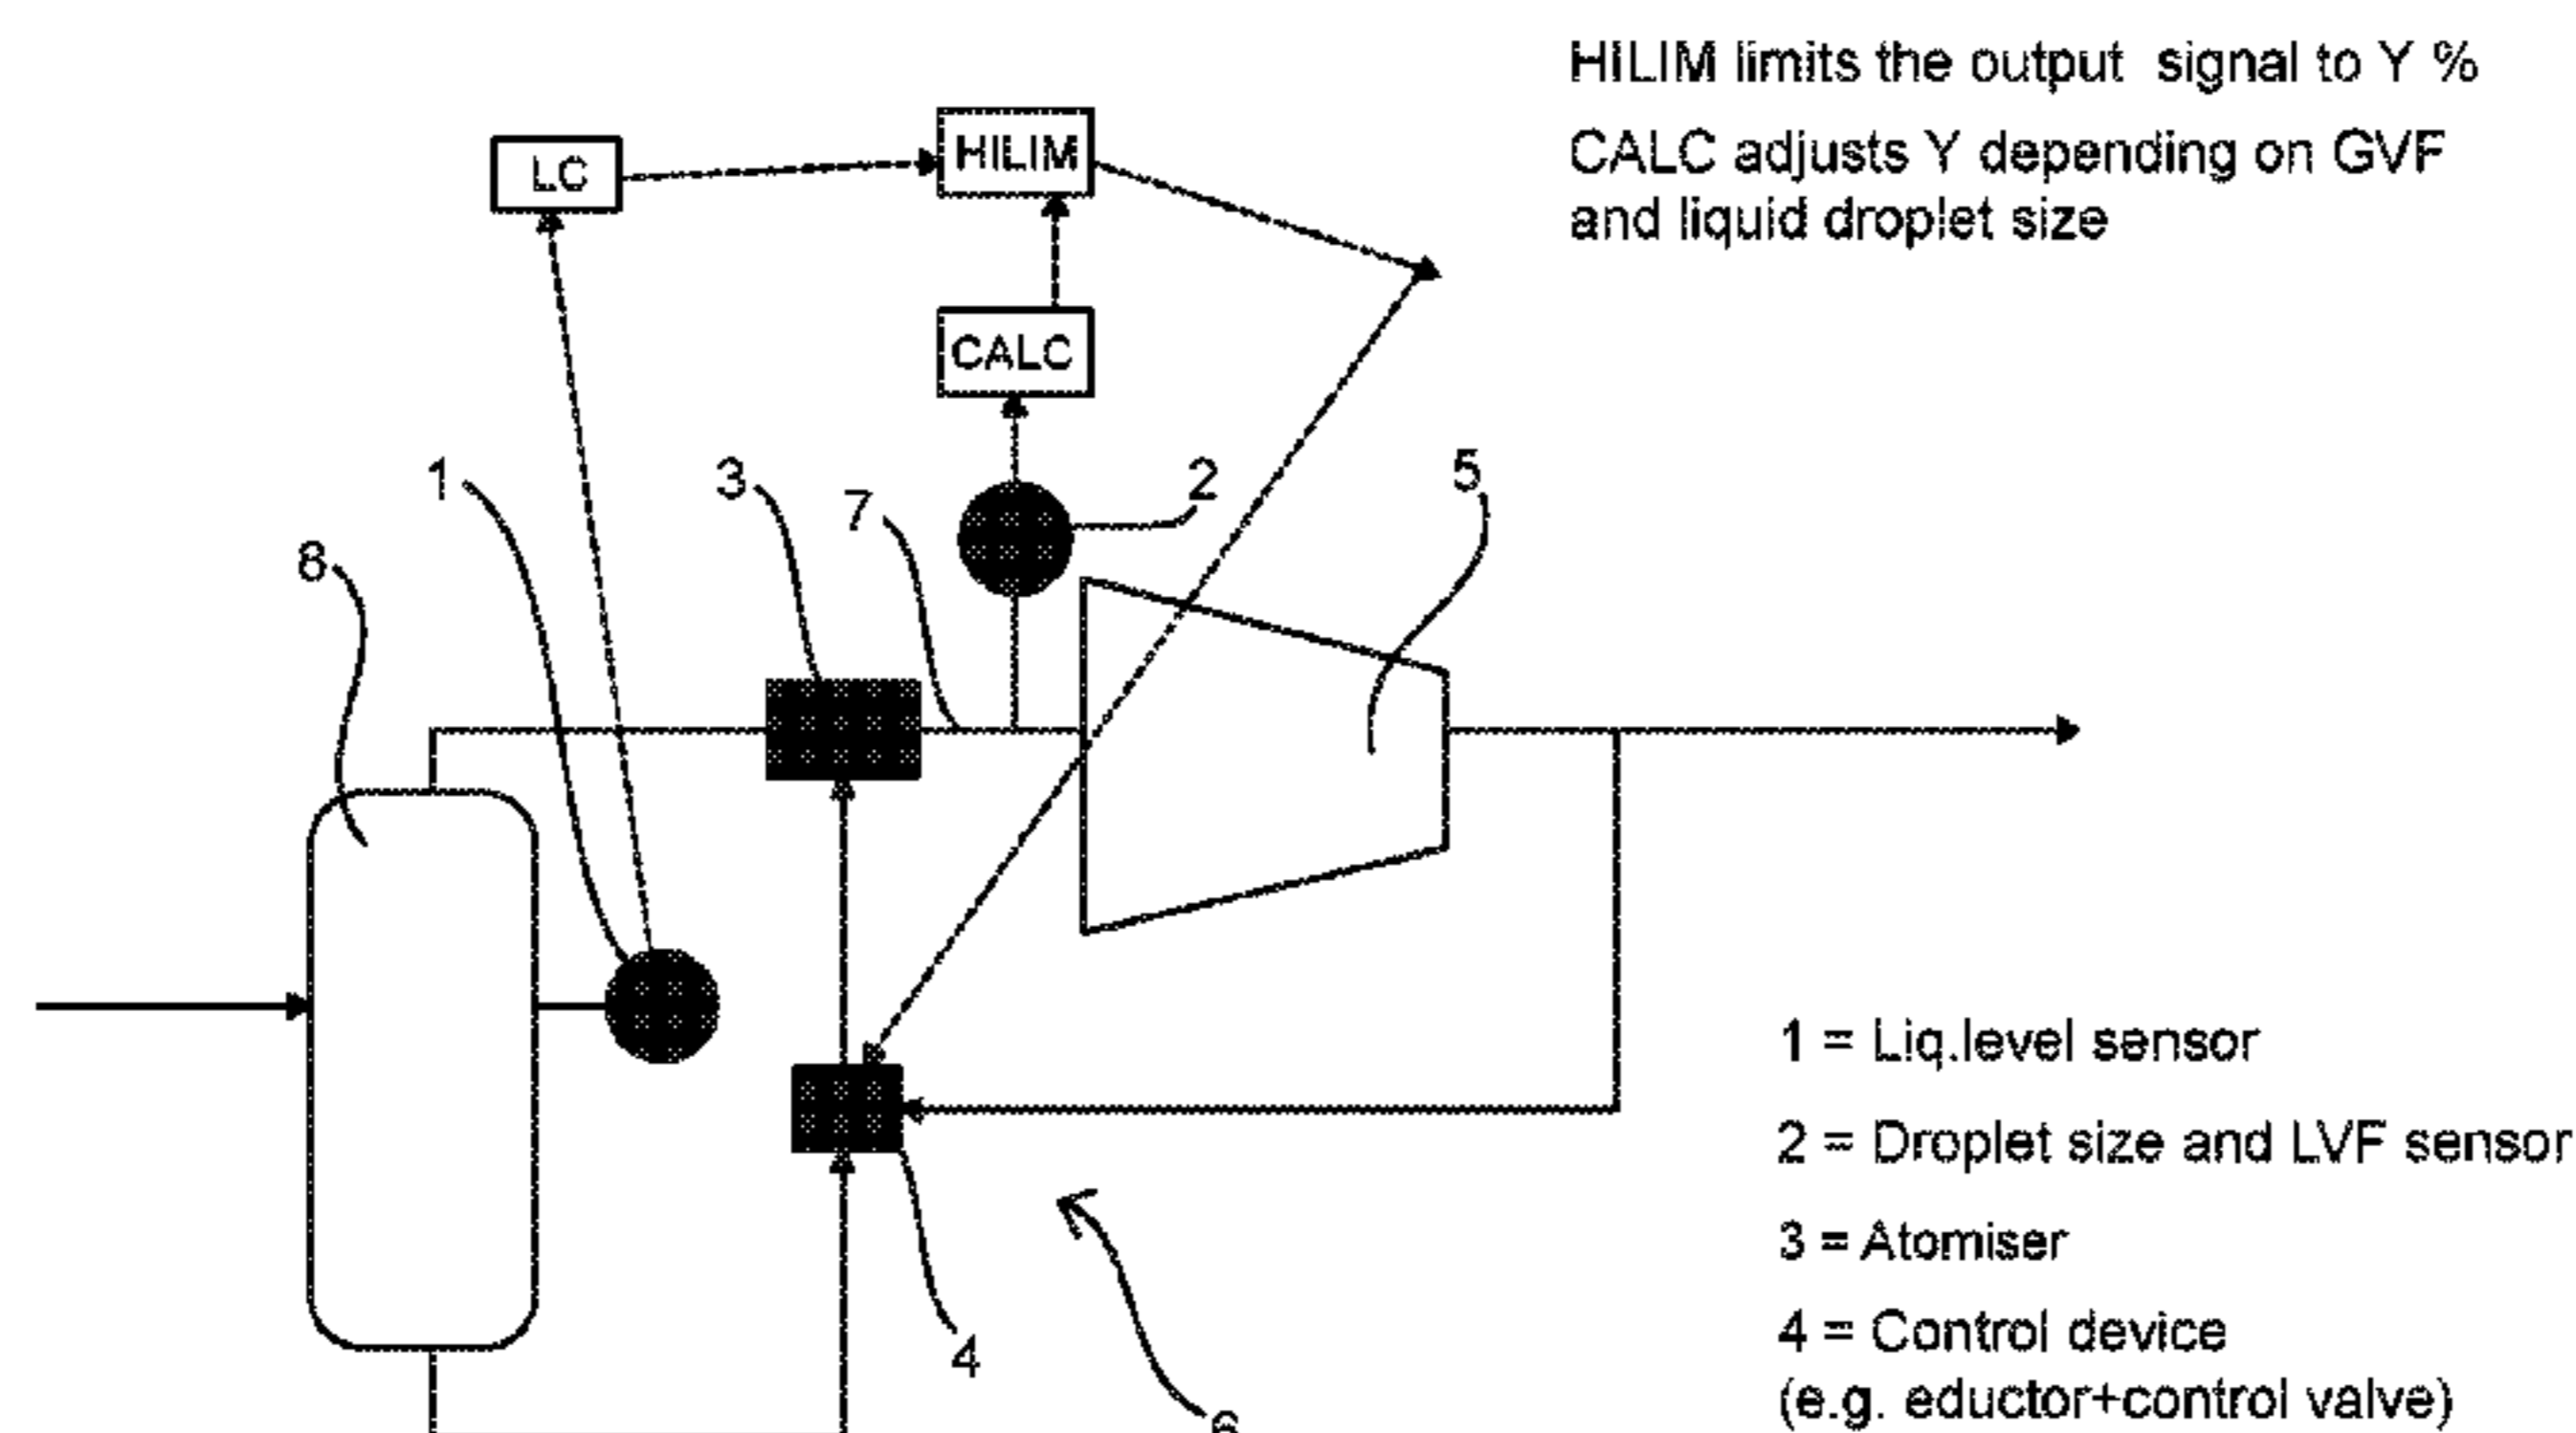 HILIM limits the output signal to Y %
CALC adjusts Y depending on GVF
and liquid droplet size
LC
HILIM
CALC
1
3
7
2
5
8
4
6
1 = Liq.level sensor
2 = Droplet size and LVF sensor
3 = Atomiser
4 = Control device
(e.g. eductor+control valve)